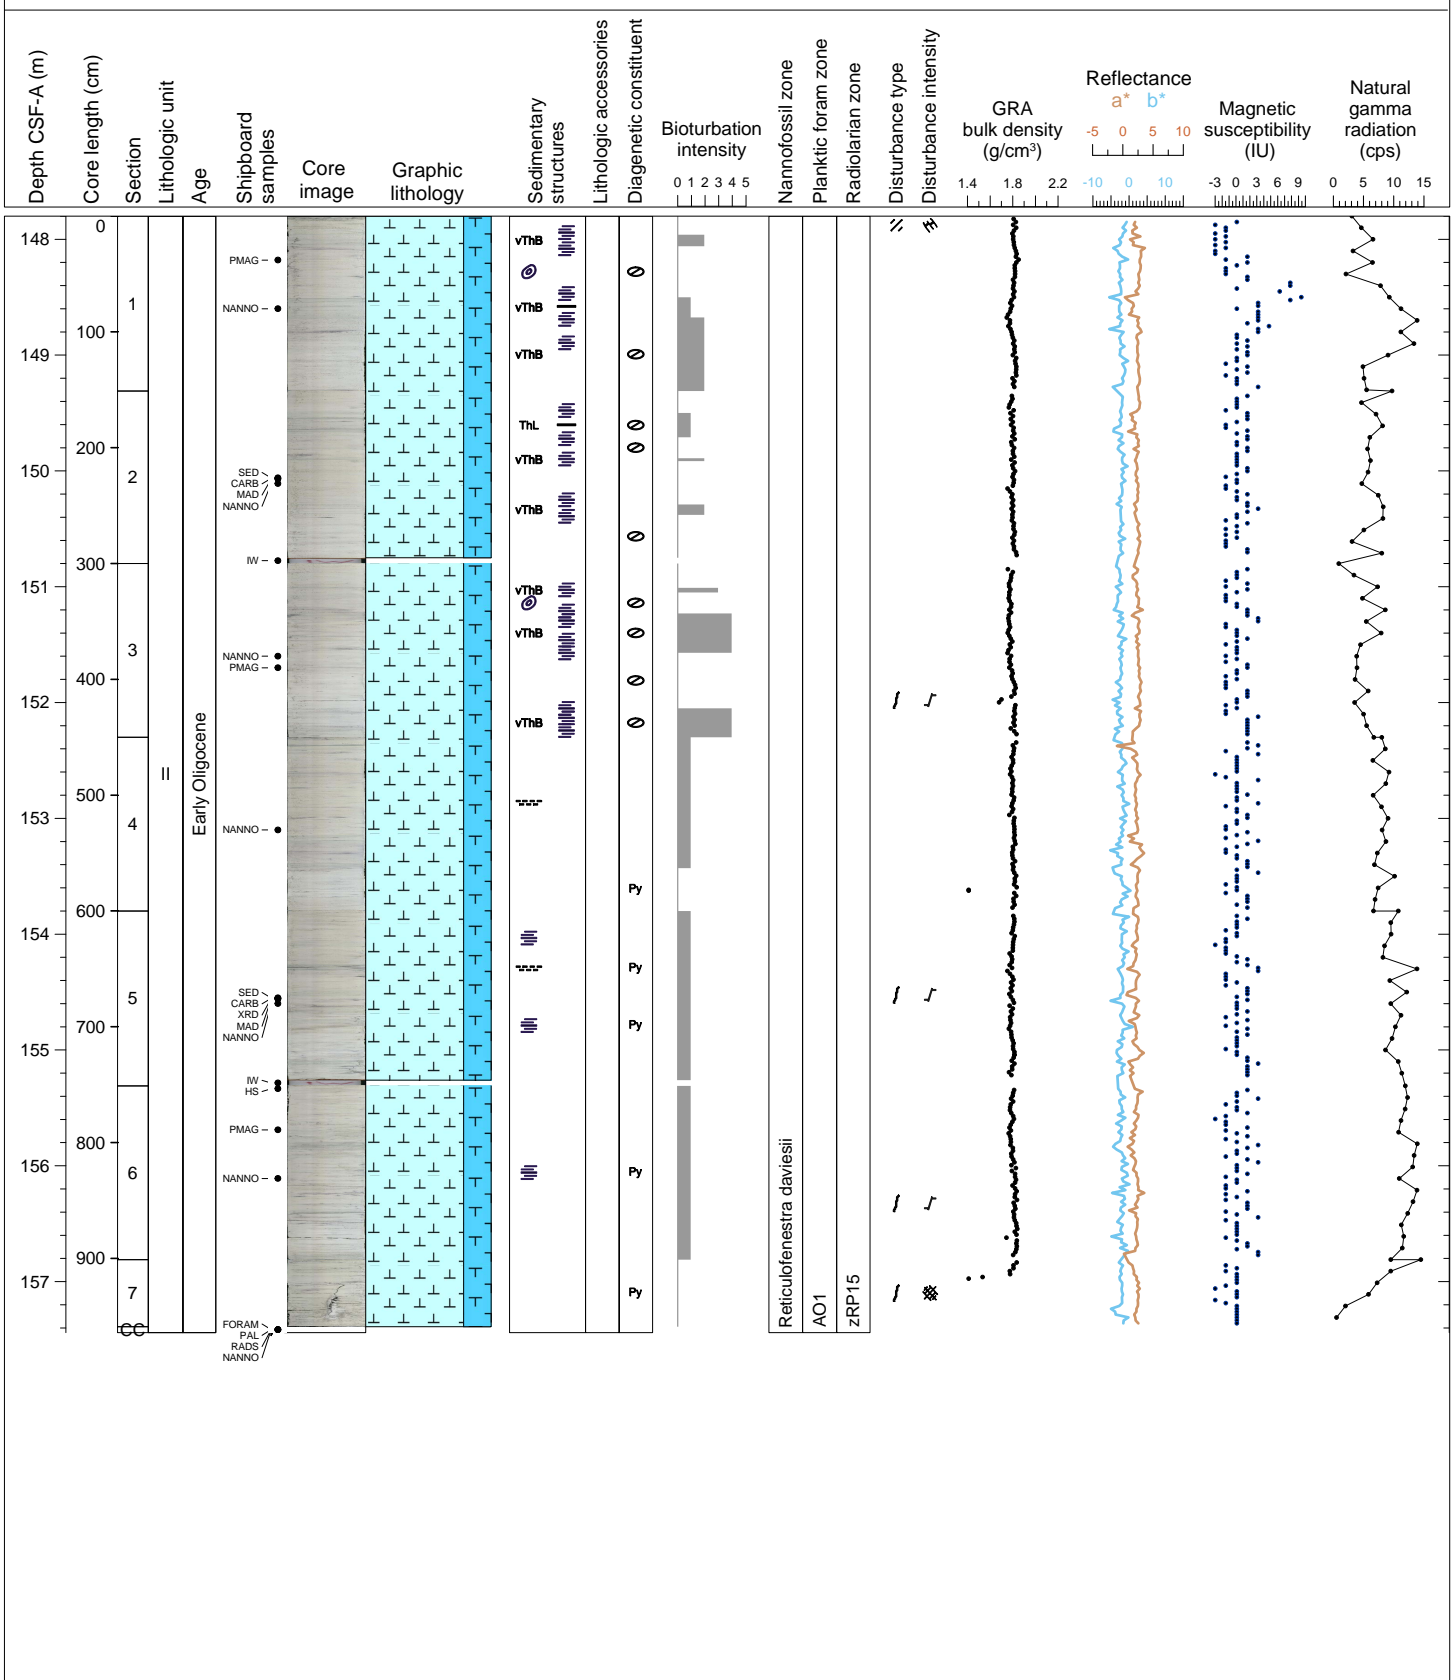 Depth CSF-A (m)
Core length (cm)
Section
Lithologic unit
Age
Shipboard
samples
Core
image
Graphic
lithology
Sedimentary
structures
Lithologic accessories
Diagenetic constituent
Bioturbation
intensity
0 1 2 3 4 5
Nannofossil zone
Planktic foram zone
Radiolarian zone
Disturbance type
Disturbance intensity
GRA
bulk density
(g/cm³)
1.4 1.8 2.2
Reflectance
a* b*
-5 0 5 10
-10 0 10
Magnetic
susceptibility
(IU)
-3 0 3 6 9
Natural
gamma
radiation
(cps)
0 5 10 15
148
149
150
151
152
153
154
155
156
157
0
100
200
300
400
500
600
700
800
900
1
2
3
4
5
6
7
CC
II
Early Oligocene
PMAG
NANNO
SED
CARB
MAD
NANNO
IW
NANNO
PMAG
NANNO
SED
CARB
XRD
MAD
NANNO
IW
HS
PMAG
NANNO
FORAM
PAL
RADS
NANNO
vThB
vThB
vThB
ThL
vThB
vThB
vThB
vThB
vThB
Py
Py
Py
Py
Py
Reticulofenestra daviesii
AO1
zRP15